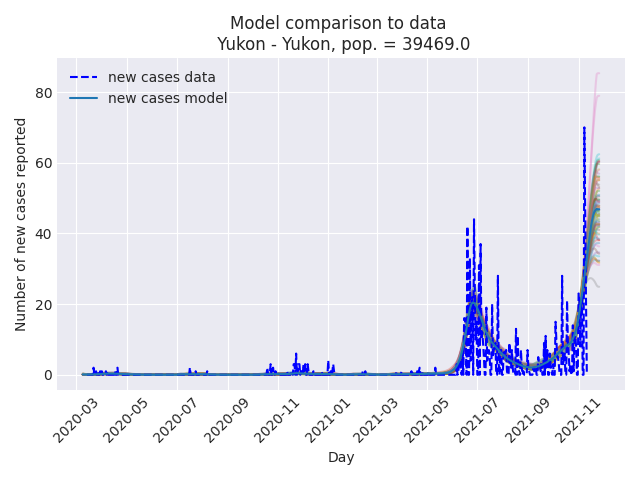 Model comparison to data
Yukon - Yukon, pop. = 39469.0
new cases data
new cases model
Number of new cases reported
80
60
40
20
0
2020-03
2020-05
2020-07
2020-09
2020-11
2021-01
2021-03
2021-05
2021-07
2021-09
2021-11
Day